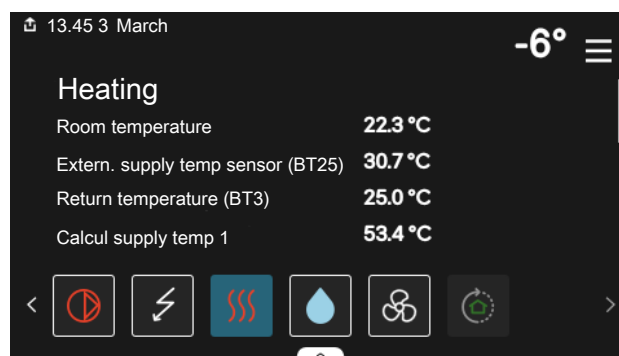 13.45 3 March
-6°
Heating
Room temperature 22.3 °C
Extern. supply temp sensor (BT25) 30.7 °C
Return temperature (BT3) 25.0 °C
Calcul supply temp 1 53.4 °C